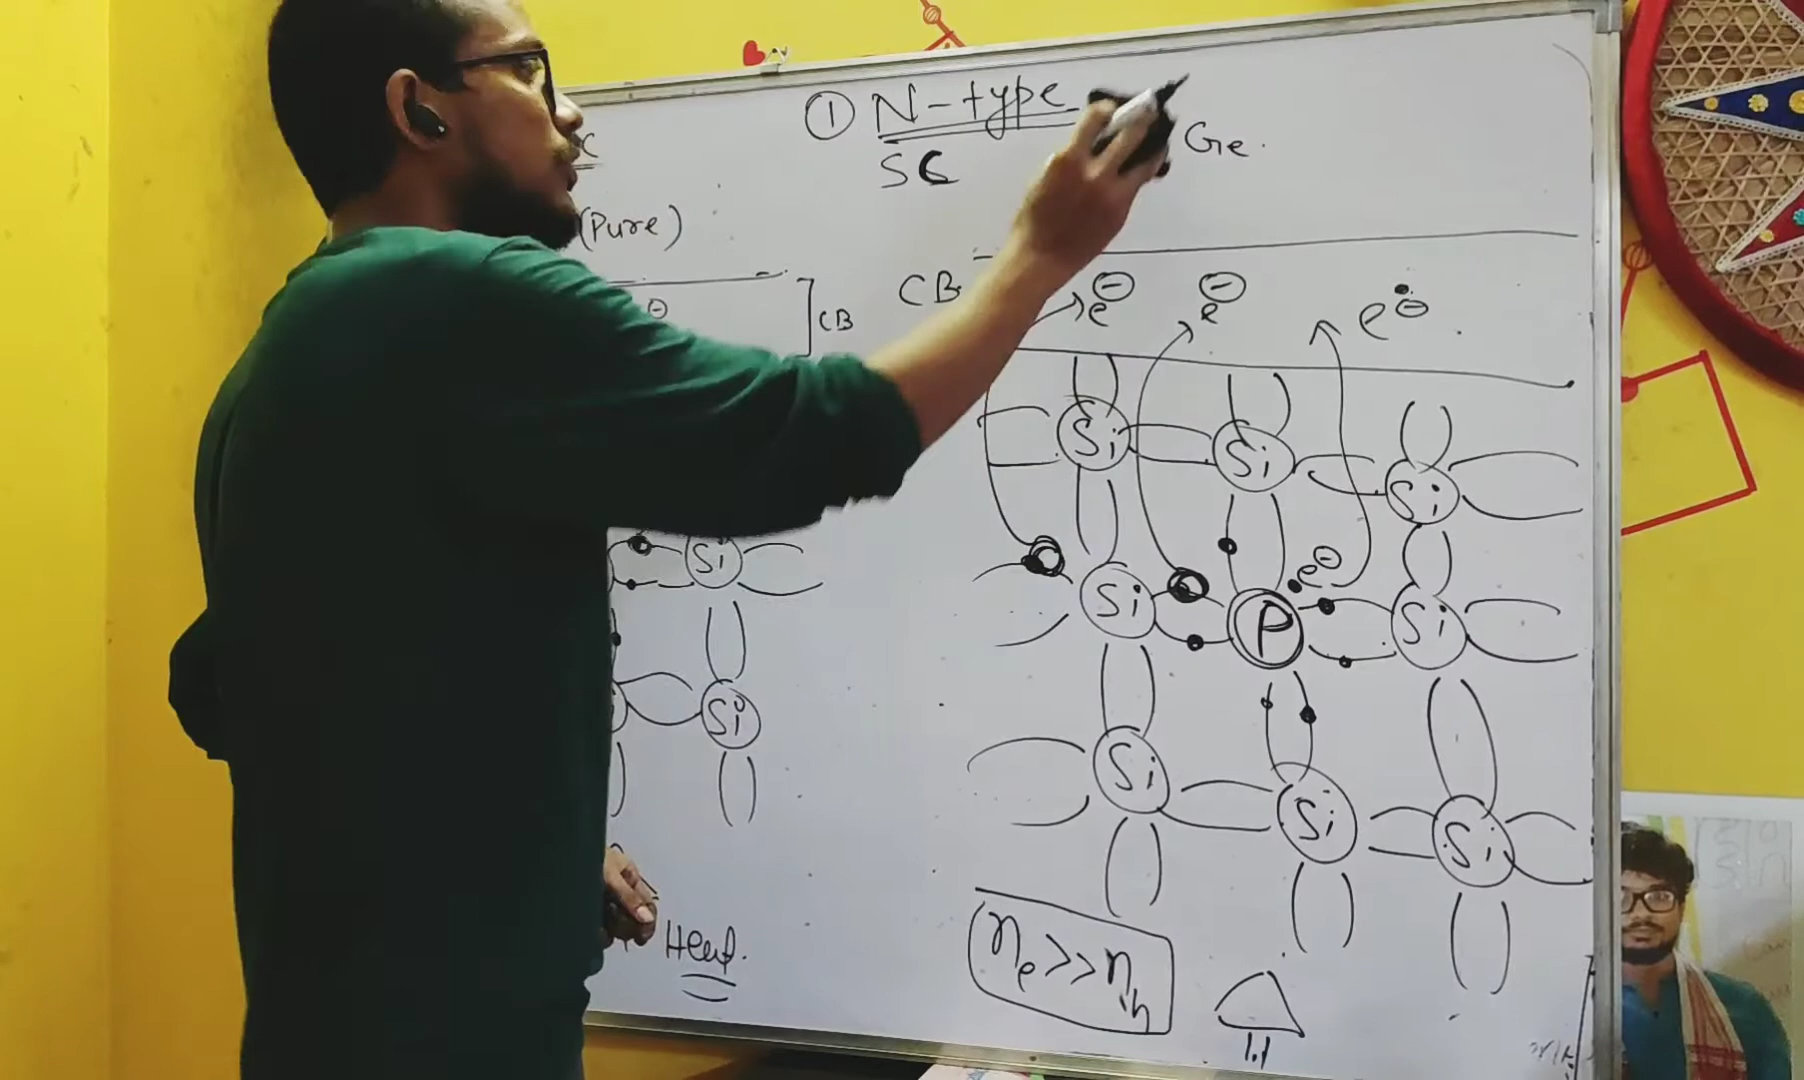 ① N-type
SC
Ge.
(Pure)
⊖
CB
CB.
e⊖
e⊖
e⊖
Si
Si
Si
Si
Si
P
e⊖
Si
Si
Si
Si
Si
Si
Heat.
nₑ >> nₕ